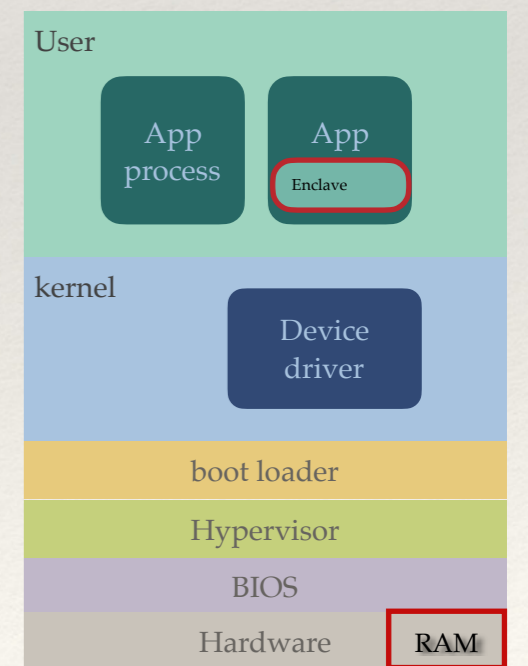 User
App
process
App
Enclave
kernel
Device
driver
boot loader
Hypervisor
BIOS
Hardware
RAM